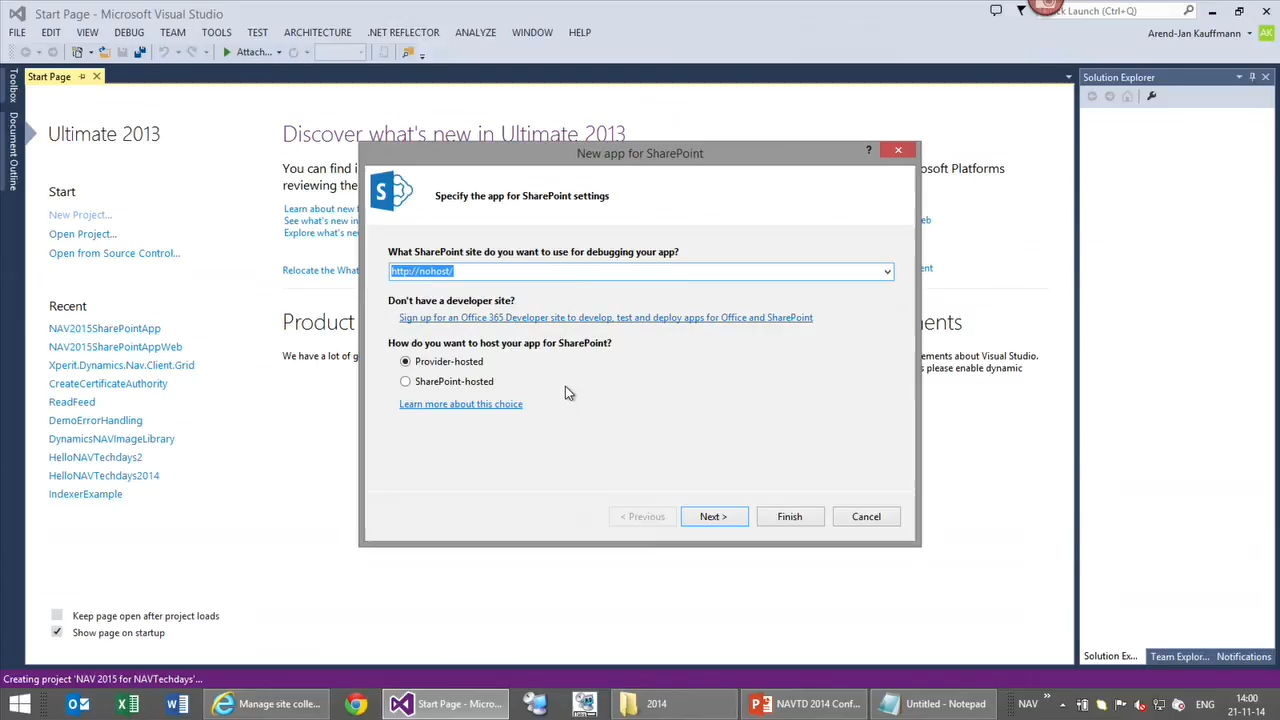 Start Page - Microsoft Visual Studio
Launch (Ctrl+Q)
FILE EDIT VIEW DEBUG TEAM TOOLS TEST ARCHITECTURE .NET REFLECTOR ANALYZE WINDOW HELP
Arend-Jan Kauffmann AK
Attach...
Toolbox
Document Outline
Start Page
Solution Explorer
Ultimate 2013
Discover what's new in Ultimate 2013
You can find i
osoft Platforms
reviewing the
Learn about new f
eb
See what's new in
Explore what's ne
Relocate the Wha
ent
Start
New Project...
Open Project...
Open from Source Control...
Recent
NAV2015SharePointApp
NAV2015SharePointAppWeb
Xperit.Dynamics.Nav.Client.Grid
CreateCertificateAuthority
ReadFeed
DemoErrorHandling
DynamicsNAVImageLibrary
HelloNAVTechdays2
HelloNAVTechdays2014
IndexerExample
Product
ements
We have a lot of g
ements about Visual Studio.
s please enable dynamic
New app for SharePoint
?
S
Specify the app for SharePoint settings
What SharePoint site do you want to use for debugging your app?
http://nohost/
Don't have a developer site?
Sign up for an Office 365 Developer site to develop, test and deploy apps for Office and SharePoint
How do you want to host your app for SharePoint?
Provider-hosted
SharePoint-hosted
Learn more about this choice
< Previous Next > Finish Cancel
Keep page open after project loads
Show page on startup
Solution Ex... Team Explor... Notifications
Creating project 'NAV 2015 for NAVTechdays'...
Manage site colle...
Start Page - Micro...
2014
NAVTD 2014 Conf...
Untitled - Notepad
NAV
ENG
14:00
21-11-14